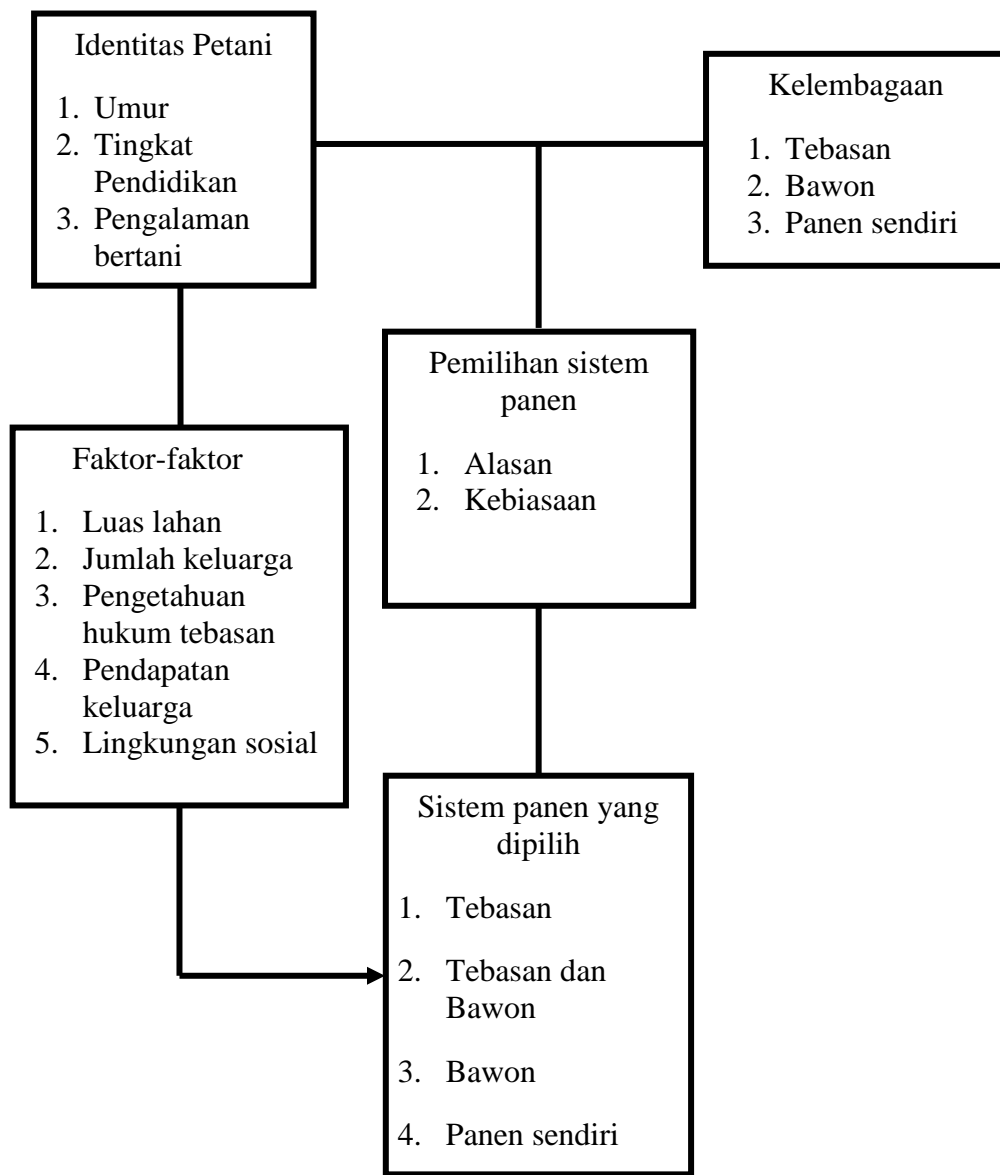 Identitas Petani
1. Umur
2. Tingkat
Pendidikan
3. Pengalaman
bertani
Kelembagaan
1. Tebasan
2. Bawon
3. Panen sendiri
Pemilihan sistem
panen
1. Alasan
2. Kebiasaan
Faktor-faktor
1. Luas lahan
2. Jumlah keluarga
3. Pengetahuan
hukum tebasan
4. Pendapatan
keluarga
5. Lingkungan sosial
Sistem panen yang
dipilih
1. Tebasan
2. Tebasan dan
Bawon
3. Bawon
4. Panen sendiri